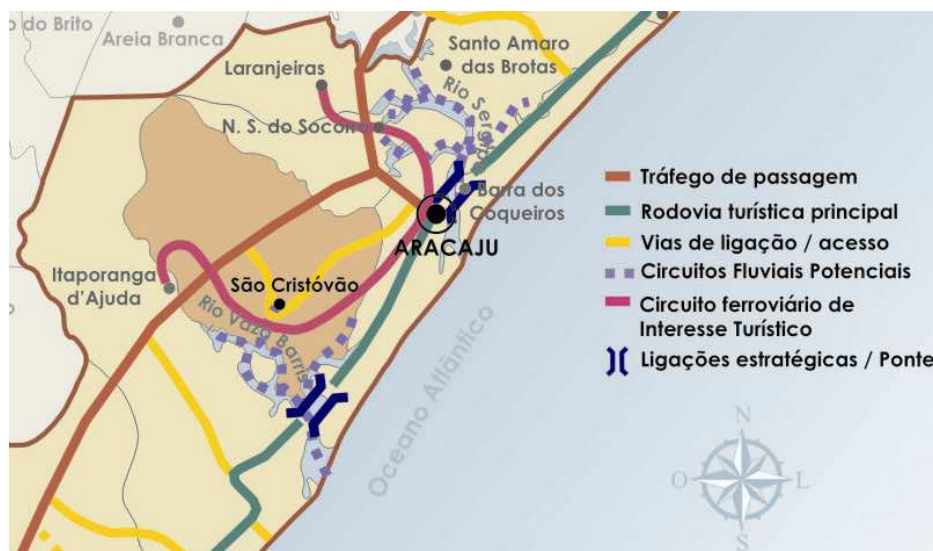 o do Brito
Areia Branca
Santo Amaro
das Brotas
Laranjeiras
Rio Sergipe
N. S. do Socorro
Barra dos
Coqueiros
ARACAJU
Itaporanga
d'Ajuda
São Cristóvão
Rio Vaza Barris
Oceano Atlântico
Tráfego de passagem
Rodovia turística principal
Vias de ligação / acesso
Circuitos Fluviais Potenciais
Circuito ferroviário de
Interesse Turístico
Ligações estratégicas / Ponte
N
O
L
S